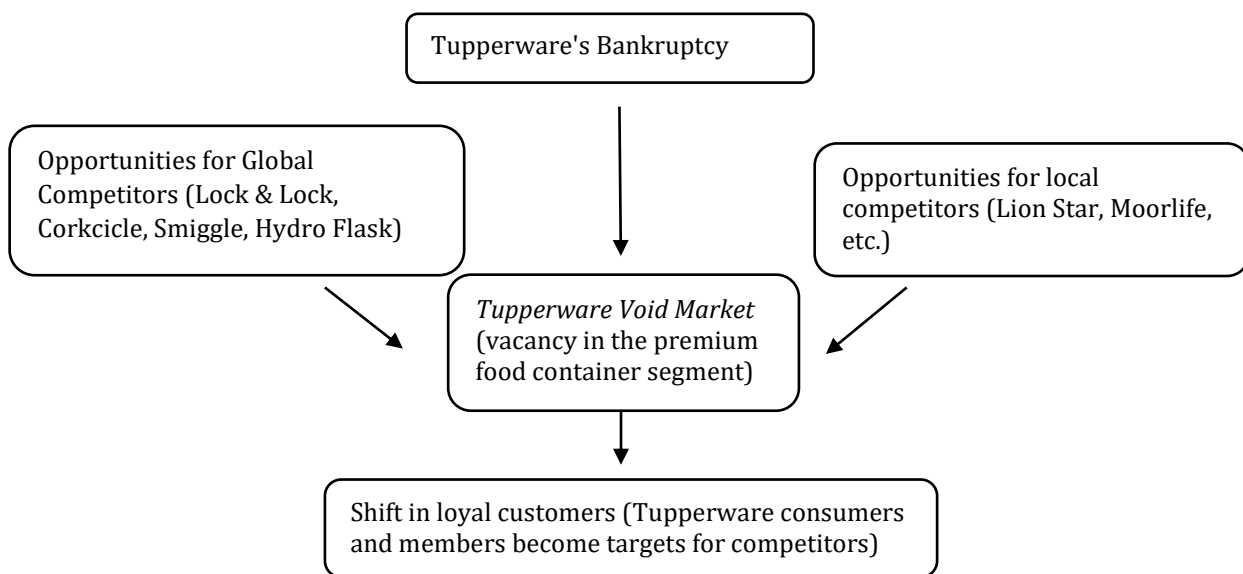 Tupperware's Bankruptcy
Opportunities for Global
Competitors (Lock & Lock,
Corkcicle, Smiggle, Hydro Flask)
Opportunities for local
competitors (Lion Star, Moorlife,
etc.)
Tupperware Void Market
(vacancy in the premium
food container segment)
Shift in loyal customers (Tupperware consumers
and members become targets for competitors)